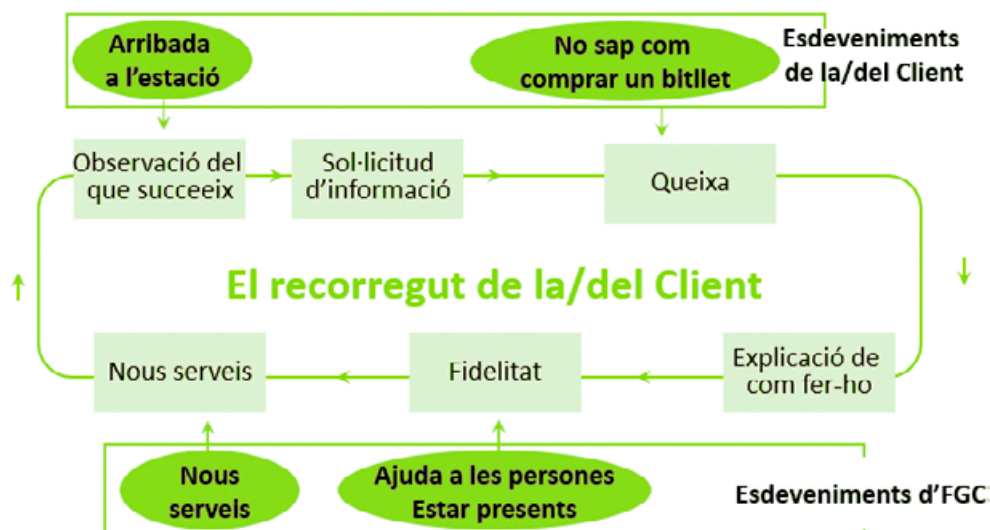 Arribada
a l'estació
No sap com
comprar un bitllet
Esdeveniments
de la/del Client
Observació del
que succeeix
Sol·licitud
d'informació
Queixa
El recorregut de la/del Client
Nous serveis
Fidelitat
Explicació de
com fer-ho
Nous
serveis
Ajuda a les persones
Estar presents
Esdeveniments d'FGC